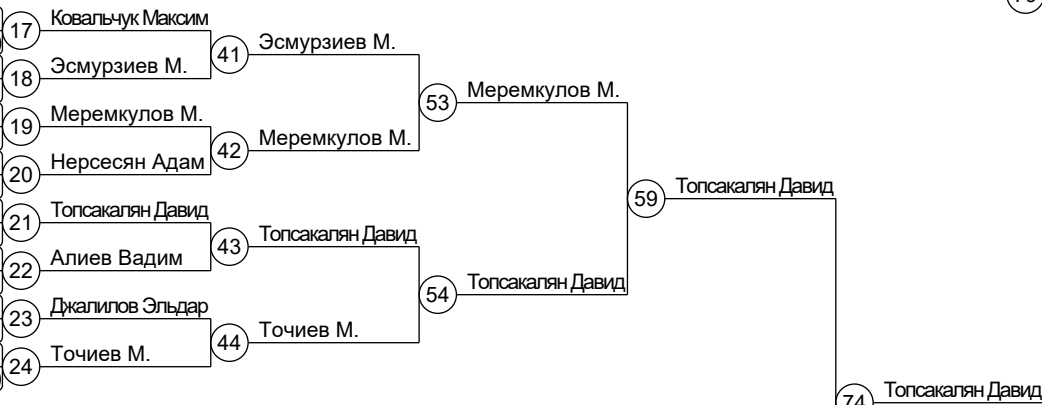 17 Ковальчук Максим
41 Эсмурзиев М.
18 Эсмурзиев М.
53 Меремкулов М.
19 Меремкулов М.
42 Меремкулов М.
20 Нерсесян Адам
59 Топсакалян Давид
21 Топсакалян Давид
43 Топсакалян Давид
22 Алиев Вадим
54 Топсакалян Давид
23 Джалилов Эльдар
44 Точиев М.
24 Точиев М.
74 Топсакалян Давид